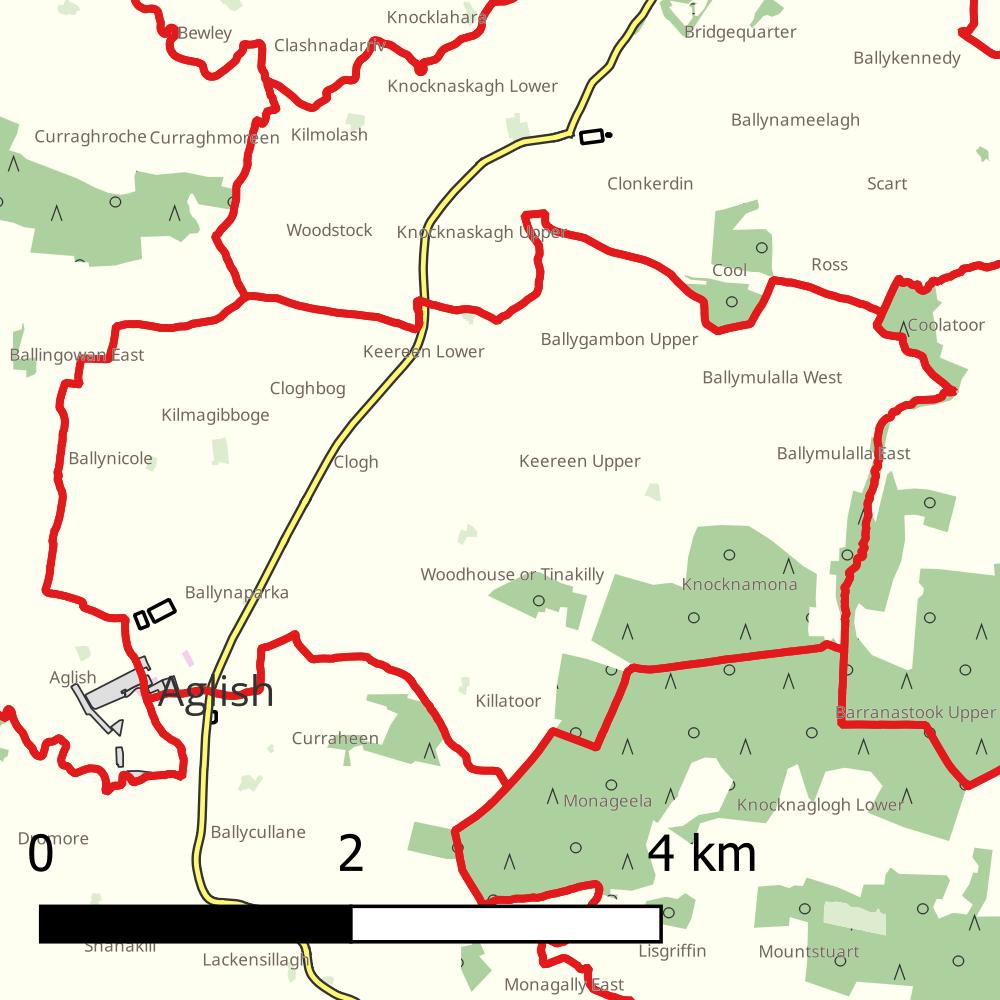 Knocklahara
Bewley
Clashnadarriv
Bridgequarter
Ballykennedy
Knocknaskagh Lower
Ballynameelagh
Curraghroche
Curraghmoreen
Kilmolash
Clonkerdin
Scart
Woodstock
Knocknaskagh Upper
Cool
Ross
Coolatoor
Ballingowan East
Keereen Lower
Ballygambon Upper
Ballymulalla West
Cloghbog
Kilmagibboge
Ballynicole
Clogh
Keereen Upper
Ballymulalla East
Woodhouse or Tinakilly
Knocknamona
Ballynaparka
Aglish
Aglish
Killatoor
Barranastook Upper
Curraheen
Monageela
Knocknaglogh Lower
Dromore
Ballycullane
0 2 4 km
Shanakill
Lackensillagh
Lisgriffin
Mountstuart
Monagally East